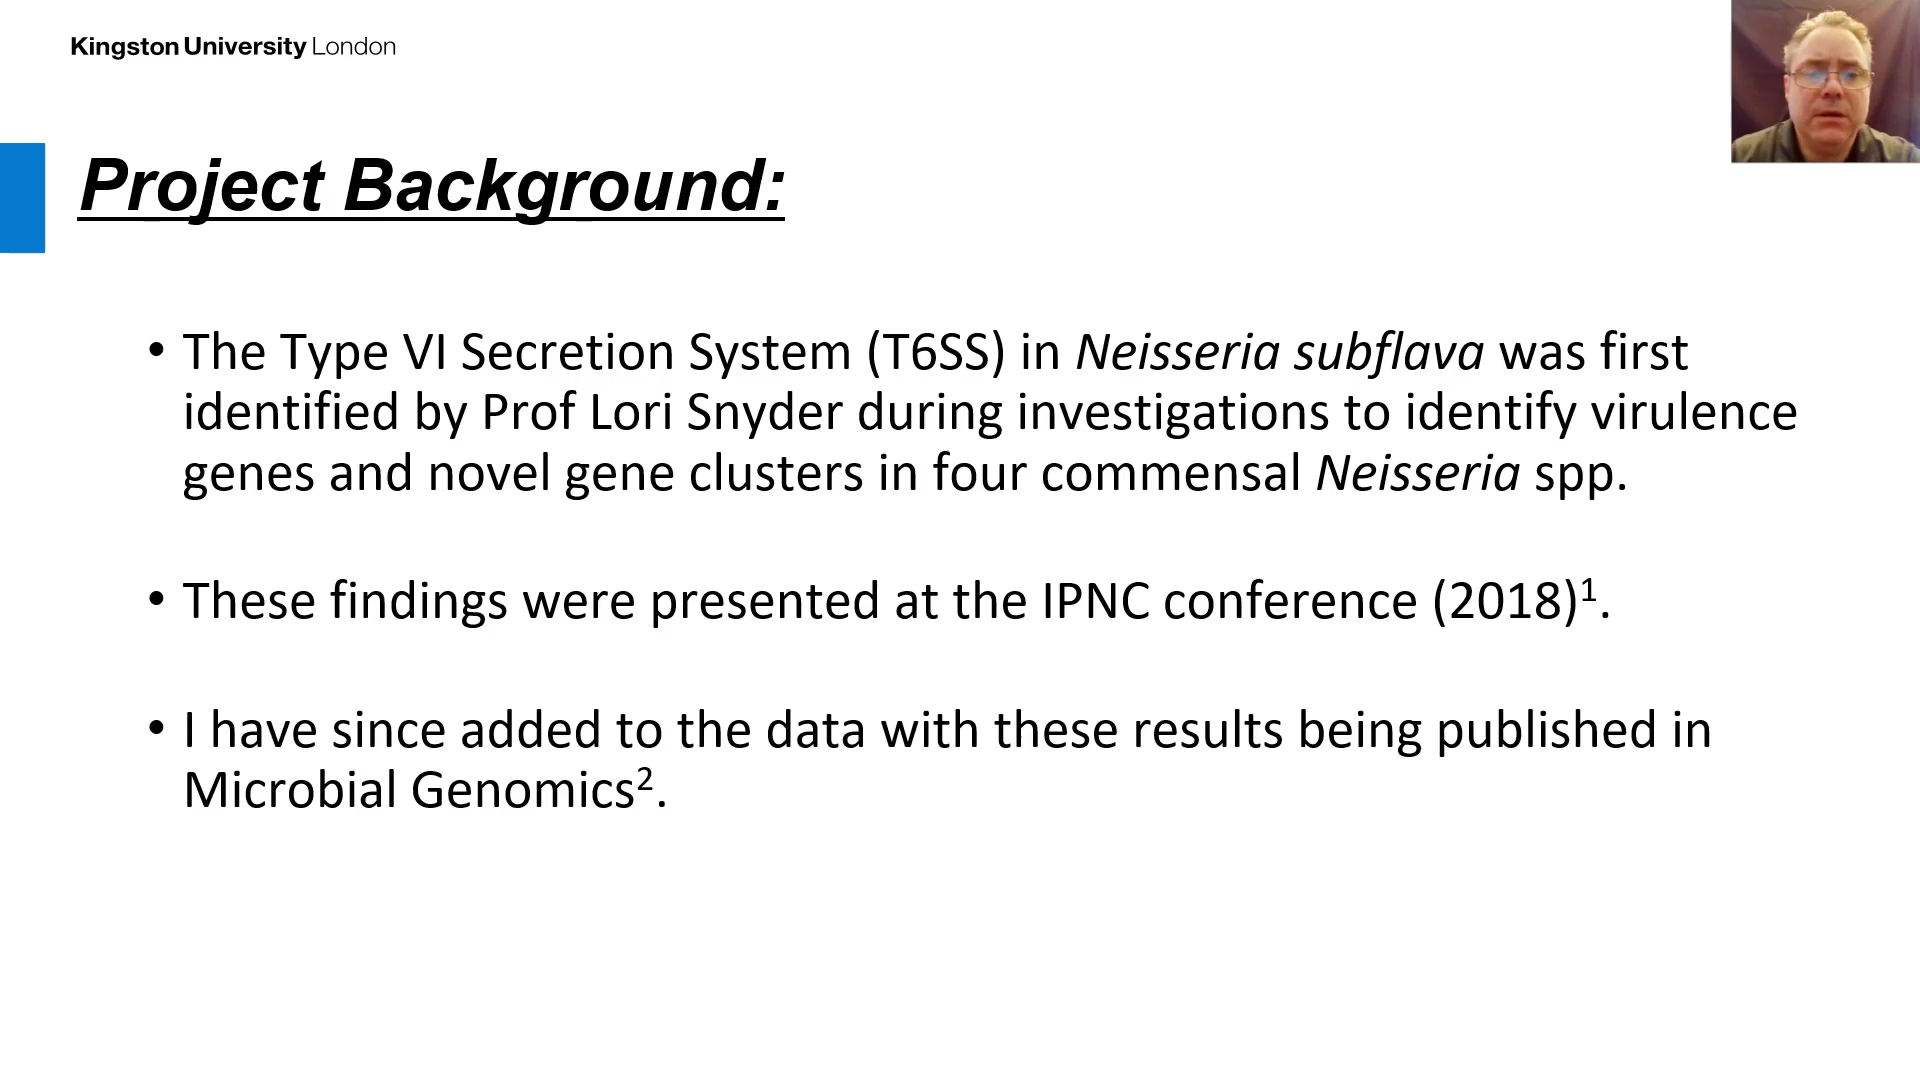 Kingston University London
Project Background:
• The Type VI Secretion System (T6SS) in Neisseria subflava was first
identified by Prof Lori Snyder during investigations to identify virulence
genes and novel gene clusters in four commensal Neisseria spp.
• These findings were presented at the IPNC conference (2018)¹.
• I have since added to the data with these results being published in
Microbial Genomics².